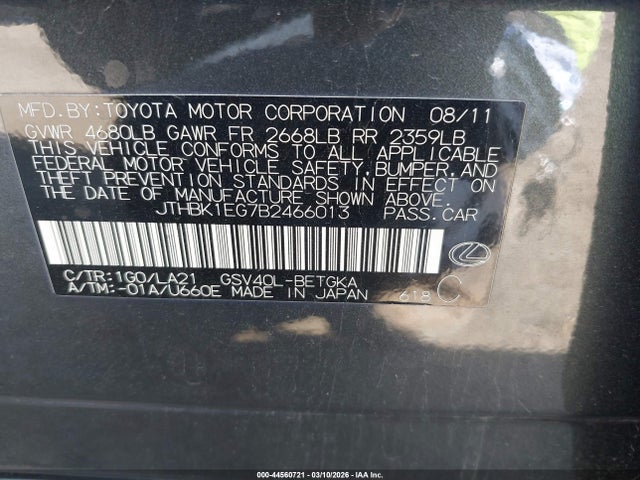 MFD.BY:TOYOTA MOTOR CORPORATION 08/11
GVWR 4680LB GAWR FR 2668LB RR 2359LB
THIS VEHICLE CONFORMS TO ALL APPLICABLE
FEDERAL MOTOR VEHICLE SAFETY,BUMPER,AND
THEFT PREVENTION STANDARDS IN EFFECT ON
THE DATE OF MANUFACTURE SHOWN ABOVE.
JTHBK1EG7B2466013 PASS.CAR
C/TR:1G0/LA21 GSV40L-BETGKA
A/TM:-01A/U660E MADE IN JAPAN 618 C
000-44560721 | 03/10/2026 - IAA Inc.